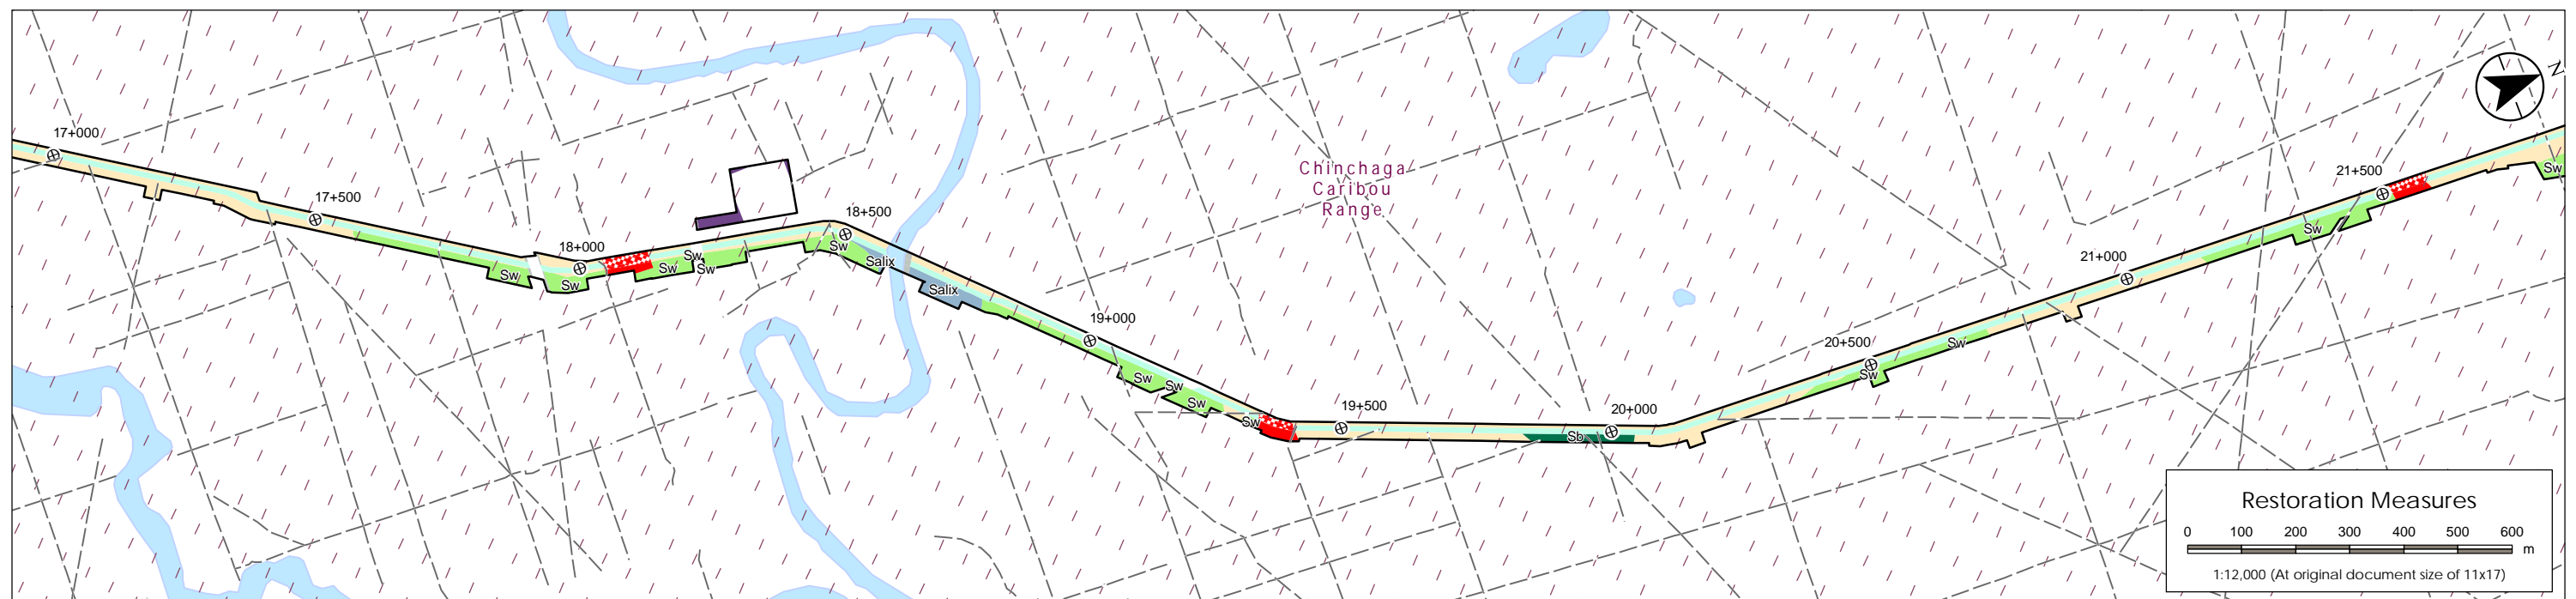 17+000
17+500
18+000
18+500
19+000
19+500
20+000
20+500
21+000
21+500
N
Chinchaga
Caribou
Range
Sw
Sw
Sw
Sw
Sw
Sw
Salix
Salix
Sw
Sw
Sw
Sw
Sb
Sw
Sw
Sw
Sw
Restoration Measures
0 100 200 300 400 500 600
m
1:12,000 (At original document size of 11x17)